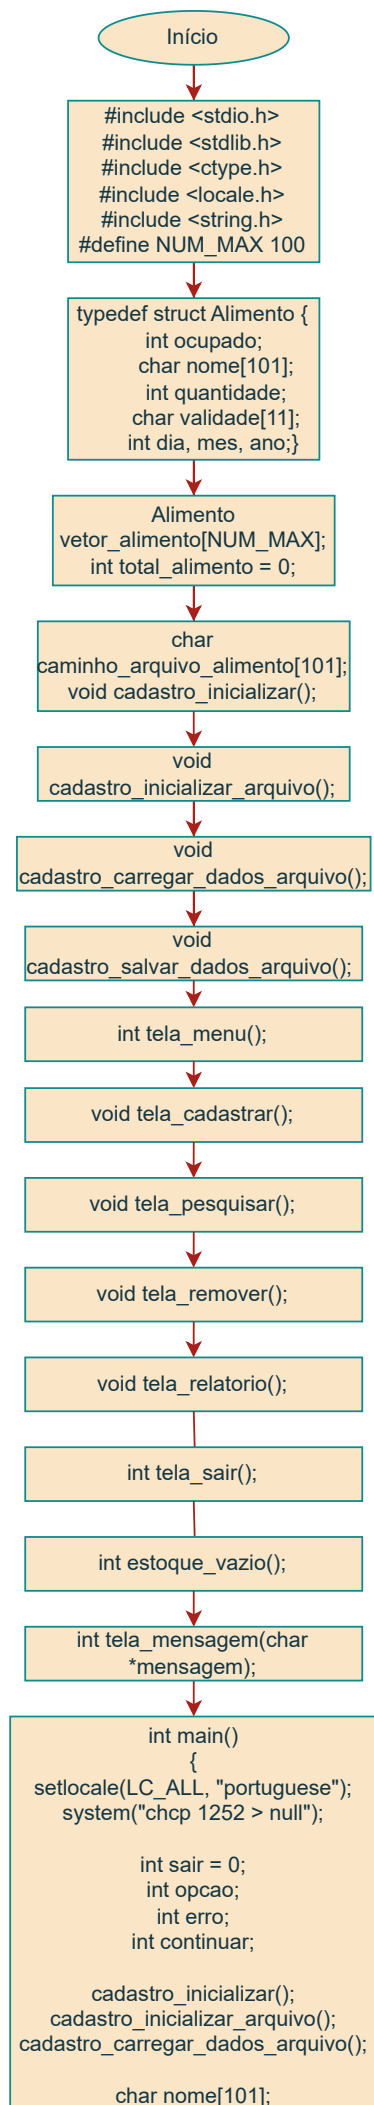 Início
#include <stdio.h>
#include <stdlib.h>
#include <ctype.h>
#include <locale.h>
#include <string.h>
#define NUM_MAX 100
typedef struct Alimento {
int ocupado;
char nome[101];
int quantidade;
char validade[11];
int dia, mes, ano;}
Alimento
vetor_alimento[NUM_MAX];
int total_alimento = 0;
char
caminho_arquivo_alimento[101];
void cadastro_inicializar();
void
cadastro_inicializar_arquivo();
void
cadastro_carregar_dados_arquivo();
void
cadastro_salvar_dados_arquivo();
int tela_menu();
void tela_cadastrar();
void tela_pesquisar();
void tela_remover();
void tela_relatorio();
int tela_sair();
int estoque_vazio();
int tela_mensagem(char
*mensagem);
int main()
{
setlocale(LC_ALL, "portuguese");
system("chcp 1252 > null");
int sair = 0;
int opcao;
int erro;
int continuar;
cadastro_inicializar();
cadastro_inicializar_arquivo();
cadastro_carregar_dados_arquivo();
char nome[101];